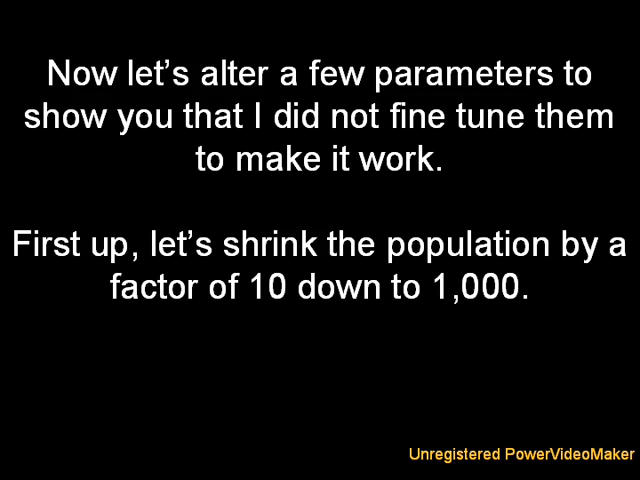 Now let’s alter a few parameters to
show you that I did not fine tune them
to make it work.
First up, let’s shrink the population by a
factor of 10 down to 1,000.
Unregistered PowerVideoMaker